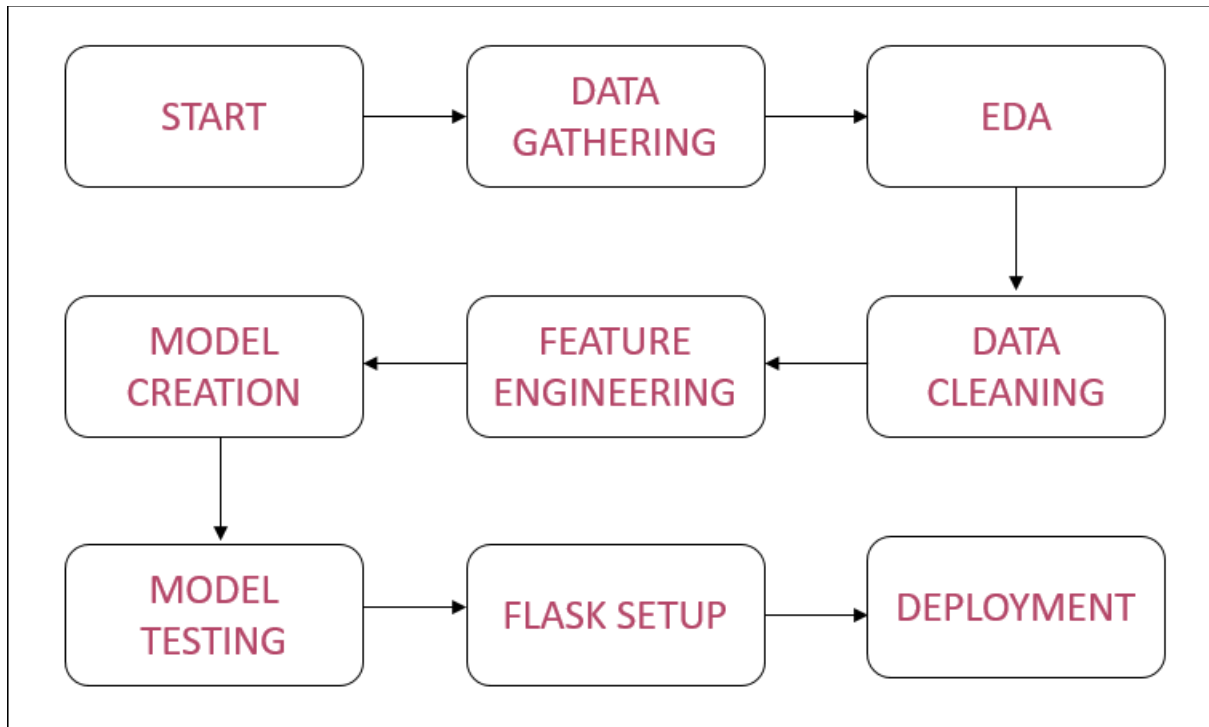 START
DATA
GATHERING
EDA
DATA
CLEANING
FEATURE
ENGINEERING
MODEL
CREATION
MODEL
TESTING
FLASK SETUP
DEPLOYMENT